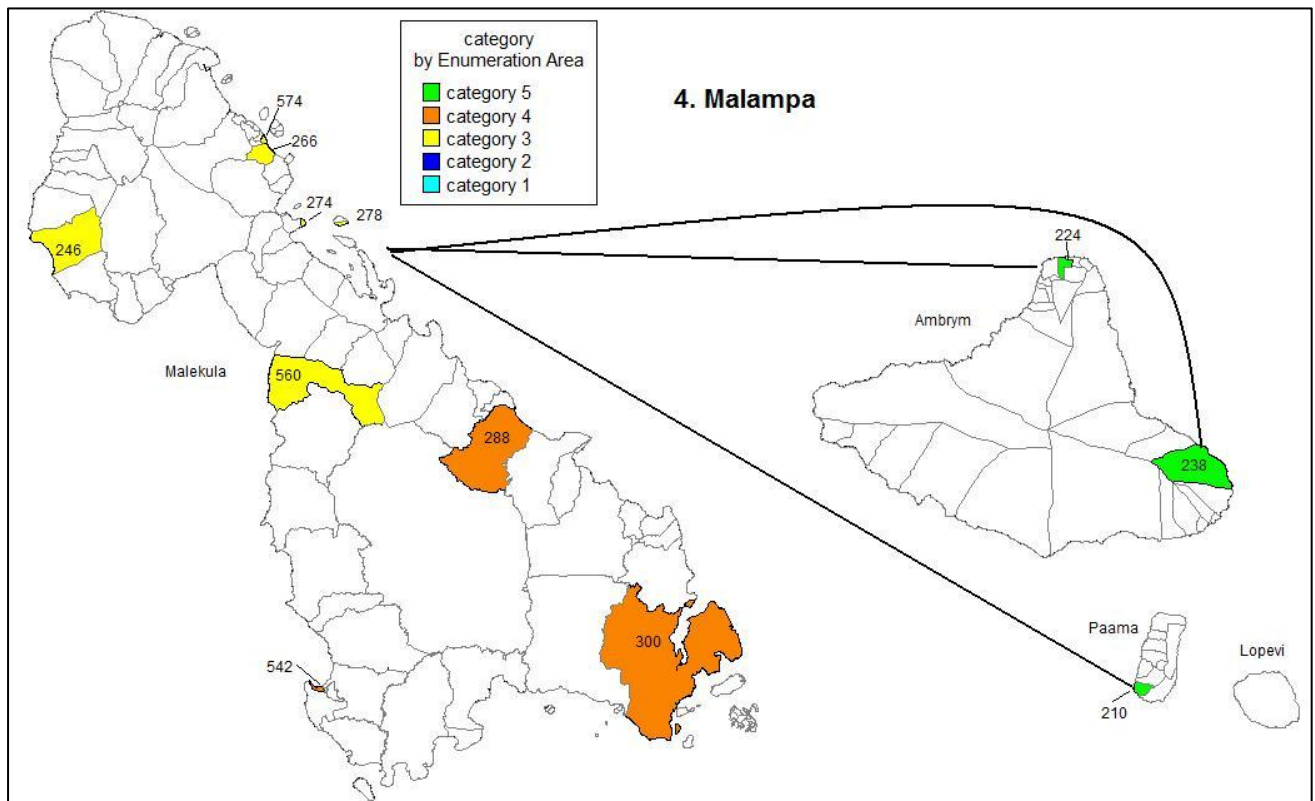 category
by Enumeration Area
category 5
category 4
category 3
category 2
category 1
4. Malampa
574
266
274
278
246
224
Ambrym
Malekula
560
288
238
300
Paama
Lopevi
542
210